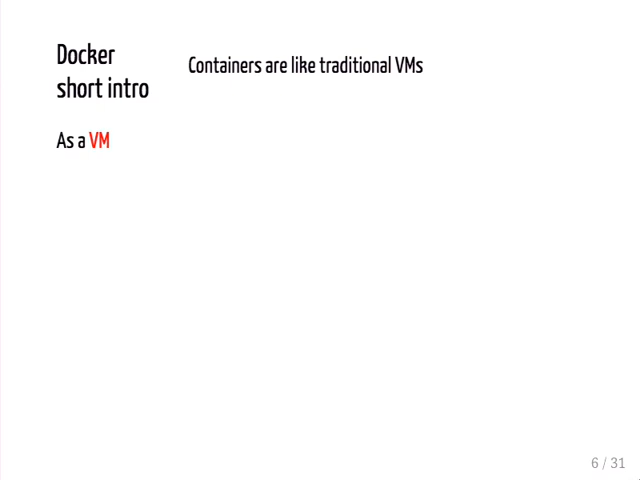 Docker
short intro
Containers are like traditional VMs
As a VM
6 / 31